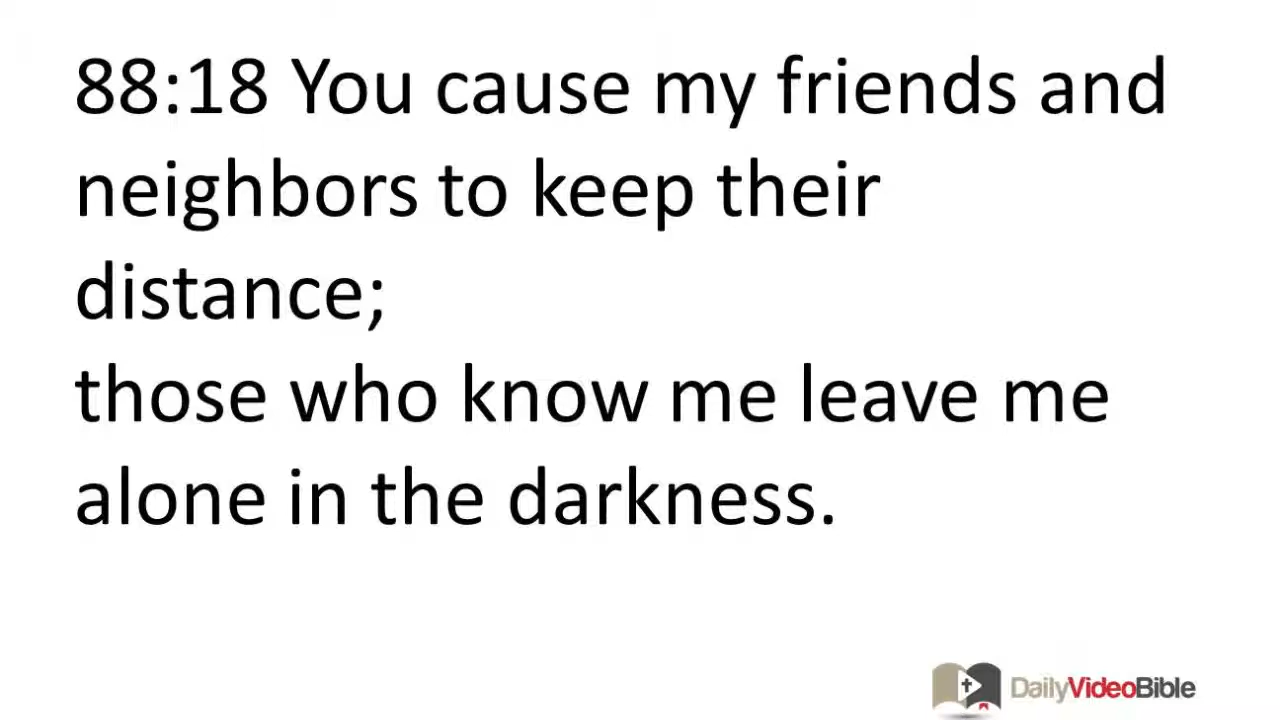 88:18 You cause my friends and
neighbors to keep their
distance;
those who know me leave me
alone in the darkness.
DailyVideoBible